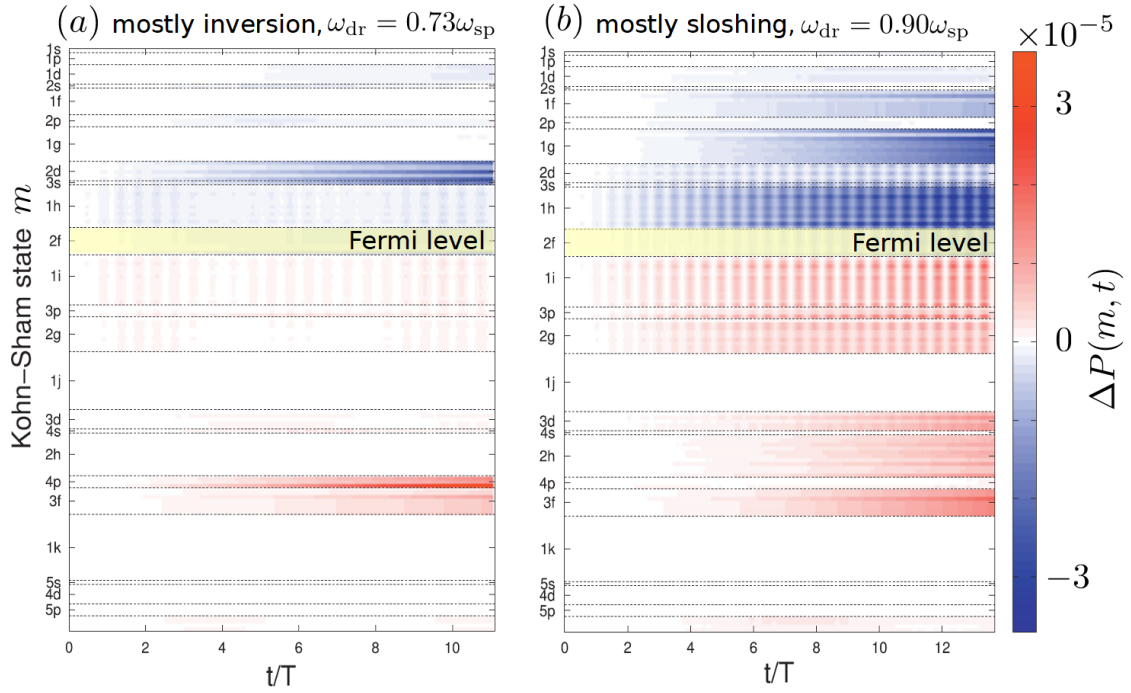 (a) mostly inversion, ω_dr = 0.73ω_sp
(b) mostly sloshing, ω_dr = 0.90ω_sp
×10⁻⁵
Kohn–Sham state m
1s
1p
1d
2s
1f
2p
1g
2d
3s
1h
2f
1i
3p
2g
1j
3d
4s
2h
4p
3f
1k
5s
4d
5p
Fermi level
0 2 4 6 8 10
t/T
1s
1p
1d
2s
1f
2p
1g
2d
3s
1h
2f
1i
3p
2g
1j
3d
4s
2h
4p
3f
1k
5s
4d
5p
Fermi level
0 2 4 6 8 10 12
t/T
3
0
−3
ΔP(m, t)